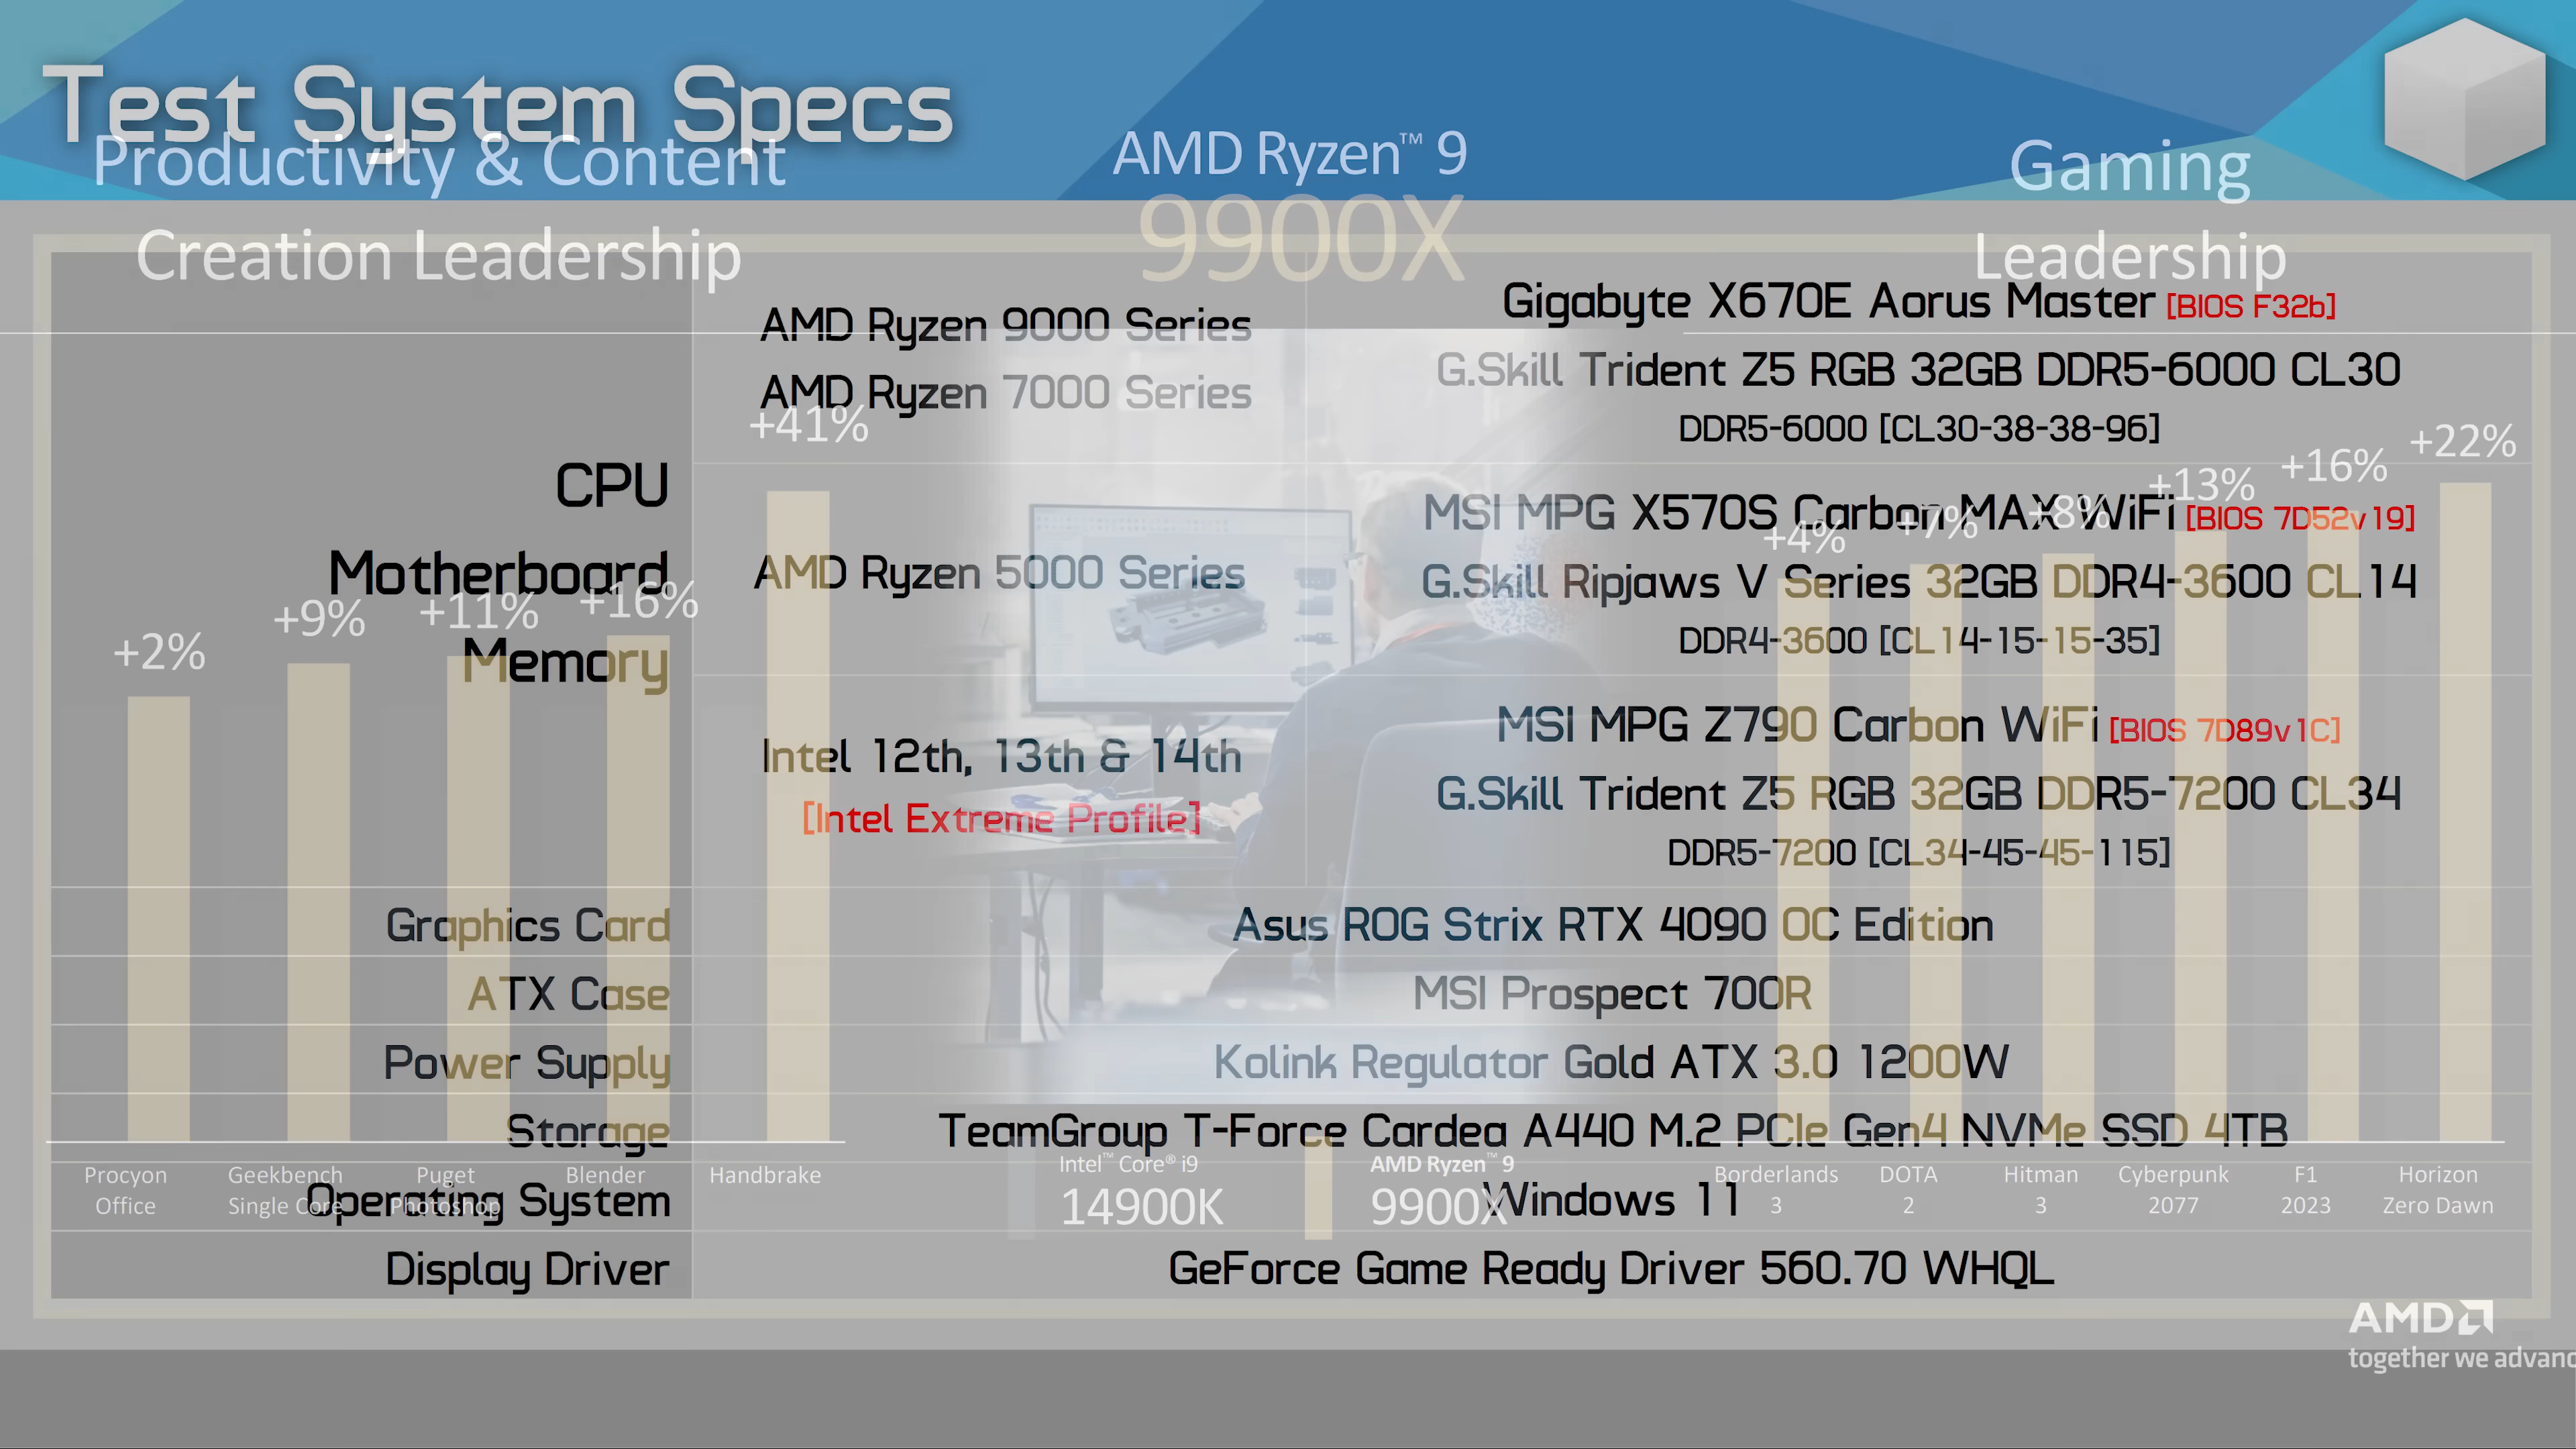 Test System Specs
Productivity & Content
Creation Leadership
AMD Ryzen™ 9
9900X
Gaming
Leadership
CPU
Motherboard
Memory
AMD Ryzen 9000 Series
AMD Ryzen 7000 Series
Gigabyte X670E Aorus Master [BIOS F32b]
G.Skill Trident Z5 RGB 32GB DDR5-6000 CL30
DDR5-6000 [CL30-38-38-96]
AMD Ryzen 5000 Series
MSI MPG X570S Carbon MAX WiFi [BIOS 7D52v19]
G.Skill Ripjaws V Series 32GB DDR4-3600 CL14
DDR4-3600 [CL14-15-15-35]
Intel 12th, 13th & 14th
[Intel Extreme Profile]
MSI MPG Z790 Carbon WiFi [BIOS 7D89v1C]
G.Skill Trident Z5 RGB 32GB DDR5-7200 CL34
DDR5-7200 [CL34-45-45-115]
Graphics Card
Asus ROG Strix RTX 4090 OC Edition
ATX Case
MSI Prospect 700R
Power Supply
Kolink Regulator Gold ATX 3.0 1200W
Storage
TeamGroup T-Force Cardea A440 M.2 PCIe Gen4 NVMe SSD 4TB
Operating System
Windows 11
Display Driver
GeForce Game Ready Driver 560.70 WHQL
+2%
+9%
+11%
+16%
+41%
Procyon
Office
Geekbench
Single Core
Puget
Photoshop
Blender
Handbrake
Intel™ Core® i9
14900K
AMD Ryzen™ 9
9900X
+4%
+7%
+8%
+13%
+16%
+22%
Borderlands
3
DOTA
2
Hitman
3
Cyberpunk
2077
F1
2023
Horizon
Zero Dawn
AMD
together we advanc